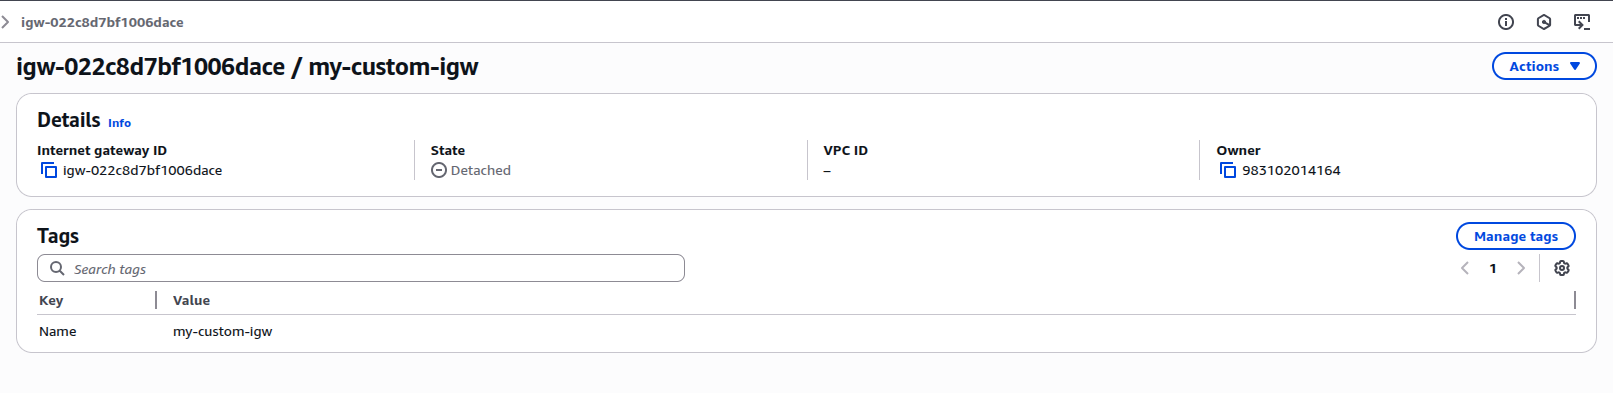 igw-022c8d7bf1006dace
igw-022c8d7bf1006dace / my-custom-igw
Actions
Details Info
Internet gateway ID
igw-022c8d7bf1006dace
State
Detached
VPC ID
–
Owner
983102014164
Tags
Manage tags
Search tags
1
Key Value
Name my-custom-igw